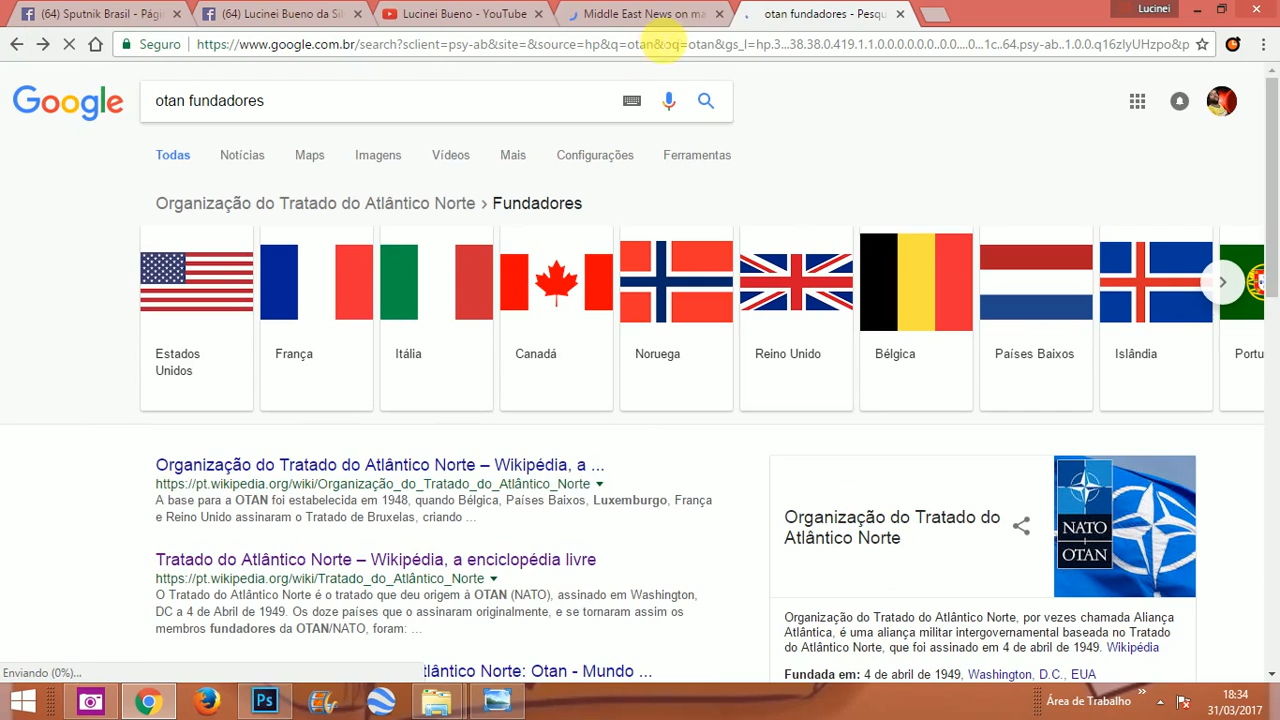 (64) Sputnik Brasil - Pági
(64) Lucinei Bueno da Sil
Lucinei Bueno - YouTube
Middle East News on ma
otan fundadores - Pesqu
Lucinei
Seguro
https://www.google.com.br/search?sclient=psy-ab&site=&source=hp&q=otan&oq=otan&gs_l=hp.3...38.38.0.419.1.1.0.0.0.0.0.0..0.0....0...1c..64.psy-ab..1.0.0.q16zIyUHzpo&p
Google
otan fundadores
Todas
Notícias
Maps
Imagens
Vídeos
Mais
Configurações
Ferramentas
Organização do Tratado do Atlântico Norte › Fundadores
Estados
Unidos
França
Itália
Canadá
Noruega
Reino Unido
Bélgica
Países Baixos
Islândia
Portu
Organização do Tratado do Atlântico Norte – Wikipédia, a ...
https://pt.wikipedia.org/wiki/Organização_do_Tratado_do_Atlântico_Norte
A base para a OTAN foi estabelecida em 1948, quando Bélgica, Países Baixos, Luxemburgo, França
e Reino Unido assinaram o Tratado de Bruxelas, criando ...
Tratado do Atlântico Norte – Wikipédia, a enciclopédia livre
https://pt.wikipedia.org/wiki/Tratado_do_Atlântico_Norte
O Tratado do Atlântico Norte é o tratado que deu origem à OTAN (NATO), assinado em Washington,
DC a 4 de Abril de 1949. Os doze países que o assinaram originalmente, e se tornaram assim os
membros fundadores da OTAN/NATO, foram: ...
tlântico Norte: Otan - Mundo ...
Organização do Tratado do
Atlântico Norte
NATO
OTAN
Organização do Tratado do Atlântico Norte, por vezes chamada Aliança
Atlântica, é uma aliança militar intergovernamental baseada no Tratado
do Atlântico Norte, que foi assinado em 4 de abril de 1949. Wikipédia
Fundada em: 4 de abril de 1949, Washington, D.C., EUA
Enviando (0%)...
Ps
Área de Trabalho
18:34
31/03/2017